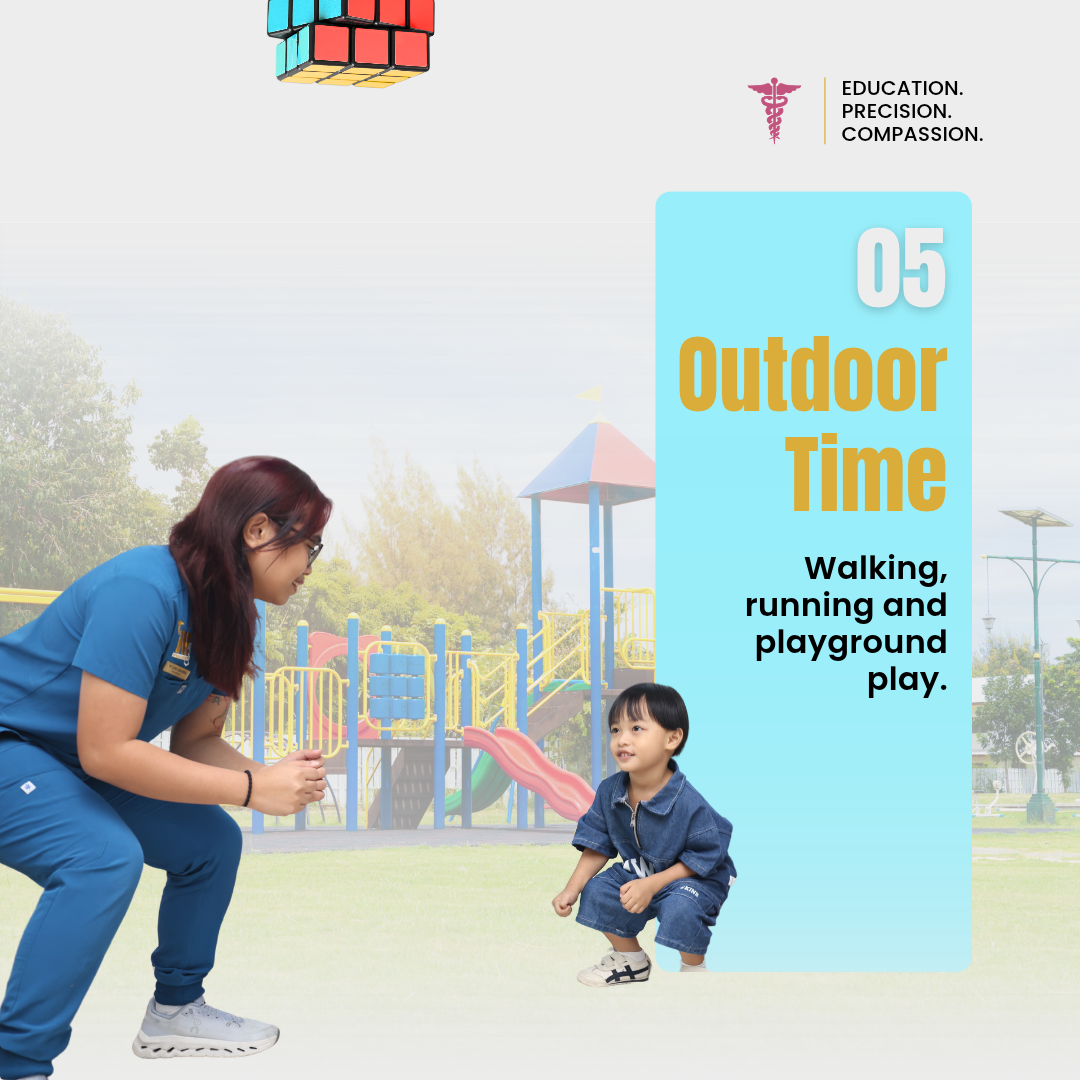 EDUCATION.
PRECISION.
COMPASSION.
05
Outdoor
Time
Walking,
running and
playground
play.